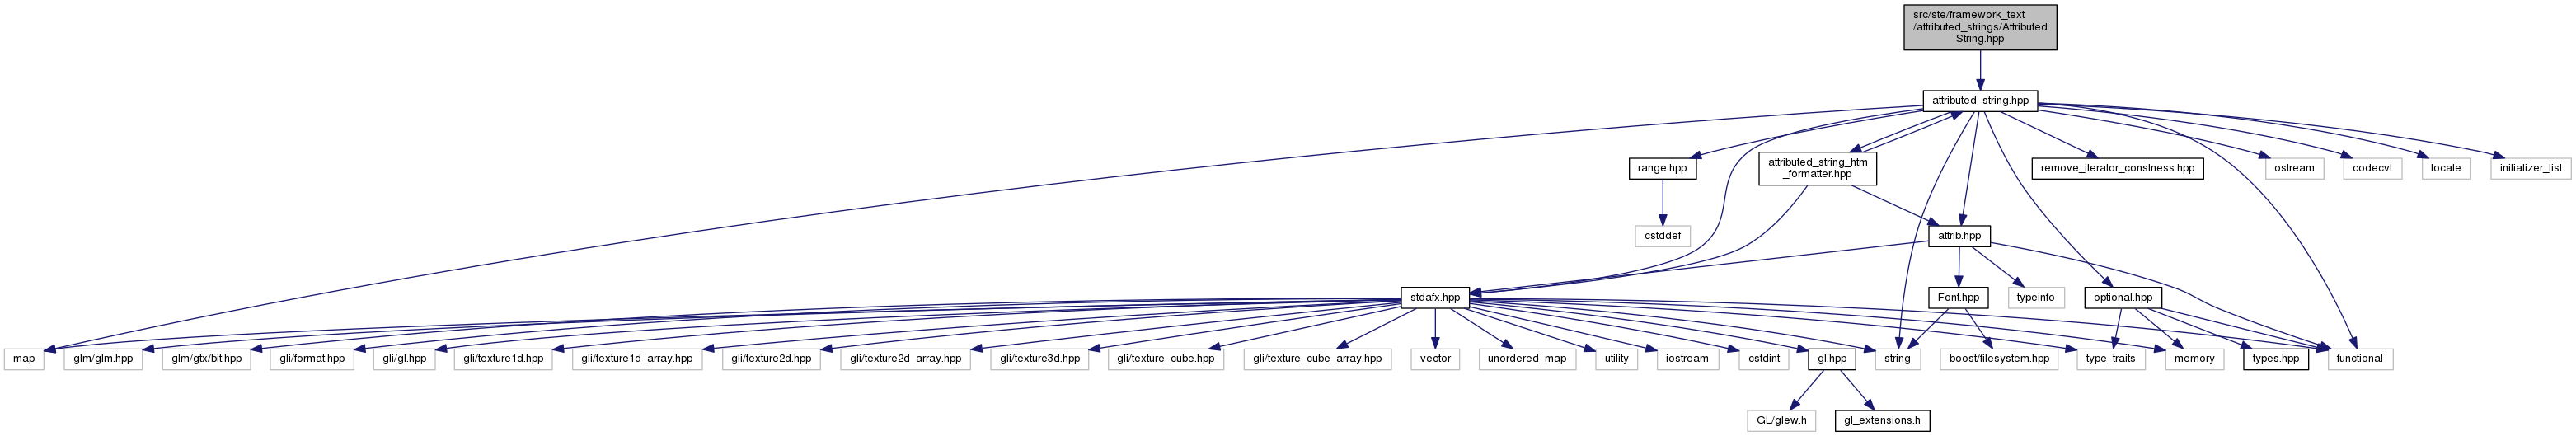 src/ste/framework_text
/attributed_strings/Attributed
String.hpp
attributed_string.hpp
range.hpp
attributed_string_htm
_formatter.hpp
remove_iterator_constness.hpp
ostream
codecvt
locale
initializer_list
cstddef
attrib.hpp
stdafx.hpp
Font.hpp
typeinfo
optional.hpp
map
glm/glm.hpp
glm/gtx/bit.hpp
gli/format.hpp
gli/gl.hpp
gli/texture1d.hpp
gli/texture1d_array.hpp
gli/texture2d.hpp
gli/texture2d_array.hpp
gli/texture3d.hpp
gli/texture_cube.hpp
gli/texture_cube_array.hpp
vector
unordered_map
utility
iostream
cstdint
gl.hpp
string
boost/filesystem.hpp
type_traits
memory
types.hpp
functional
GL/glew.h
gl_extensions.h